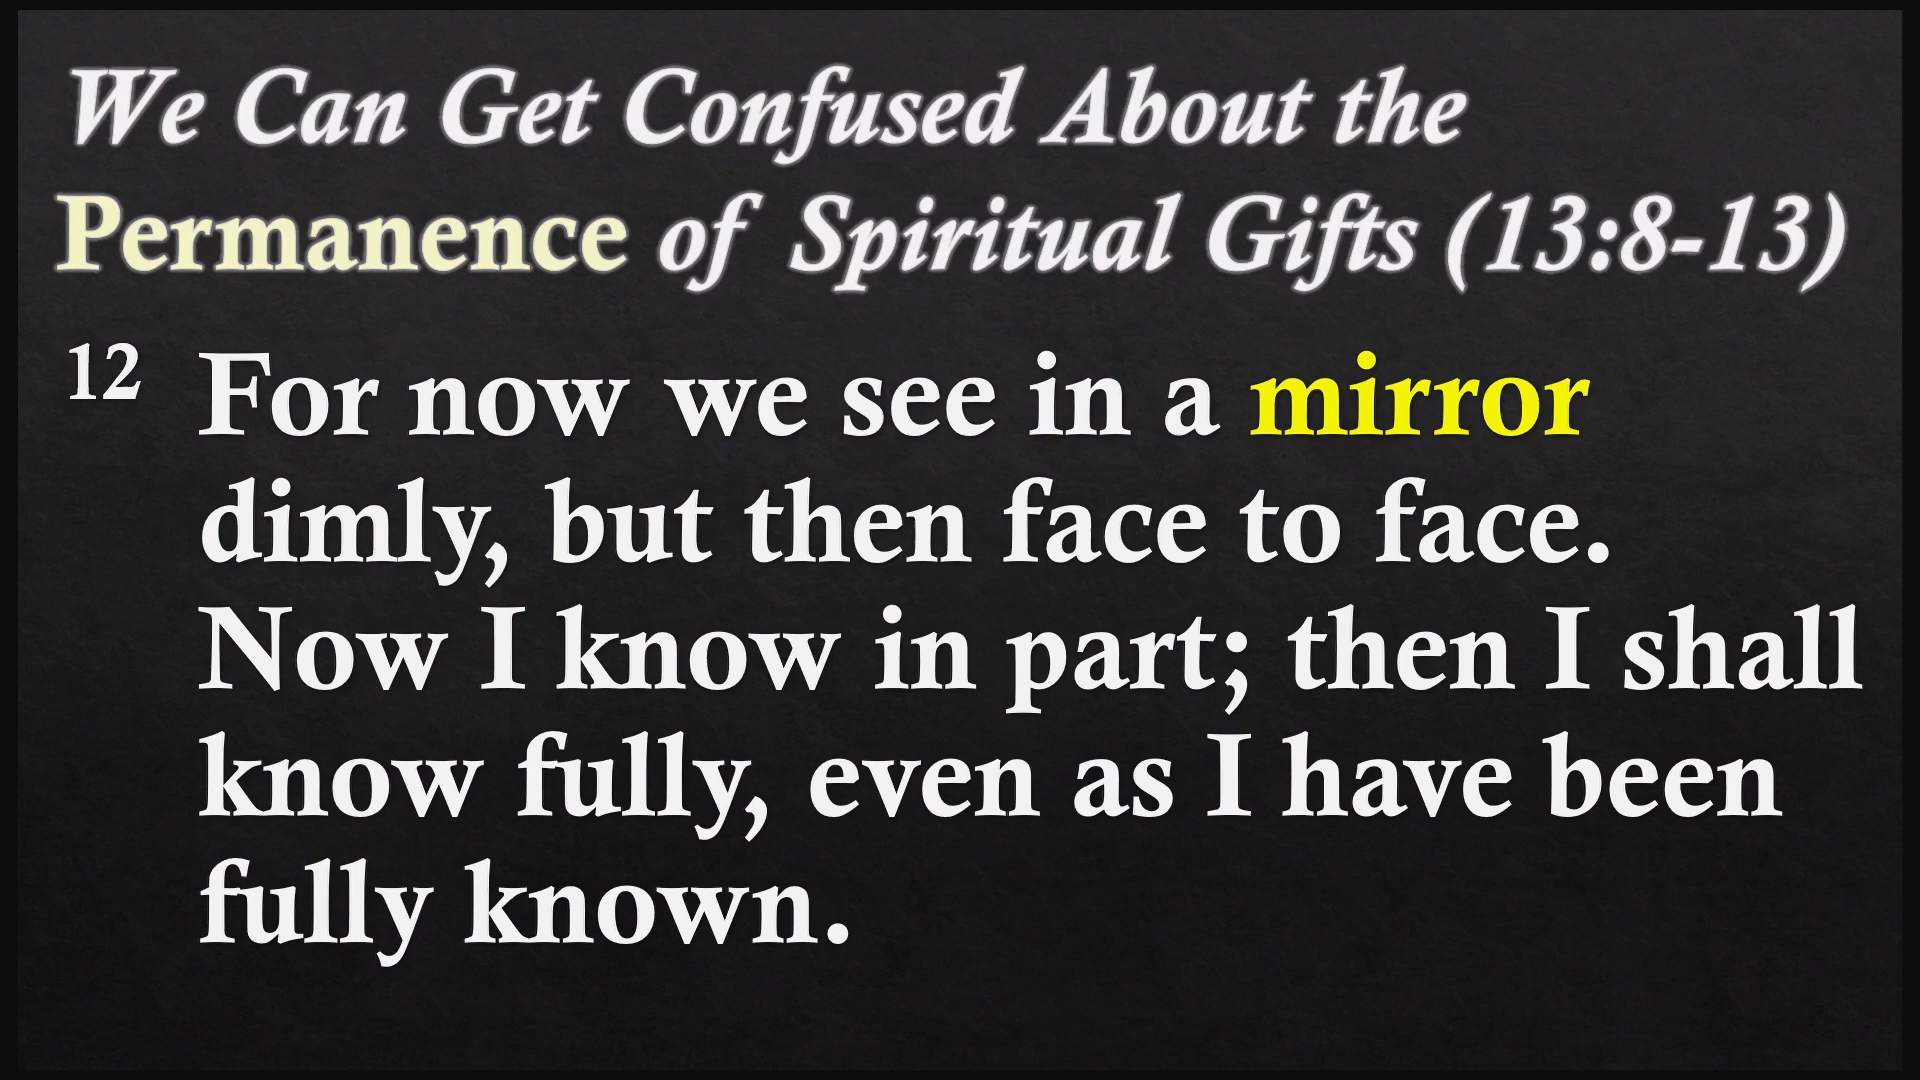 We Can Get Confused About the
Permanence of Spiritual Gifts (13:8-13)
12 For now we see in a mirror
dimly, but then face to face.
Now I know in part; then I shall
know fully, even as I have been
fully known.